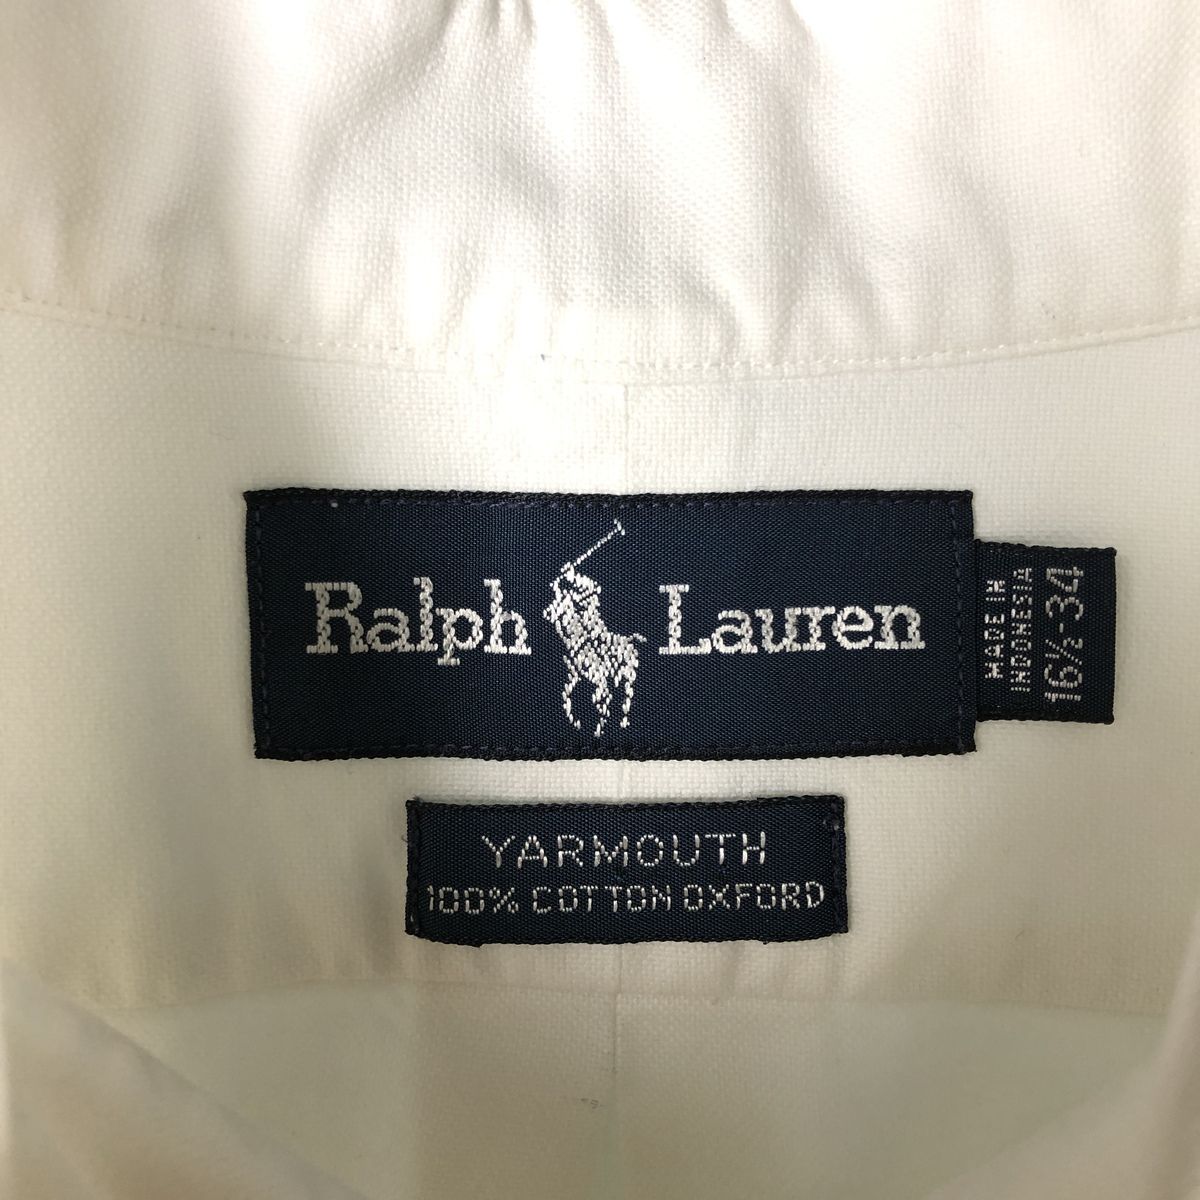 Ralph Lauren
MADE IN
INDONESIA
16½-34
YARMOUTH
100% COTTON OXFORD